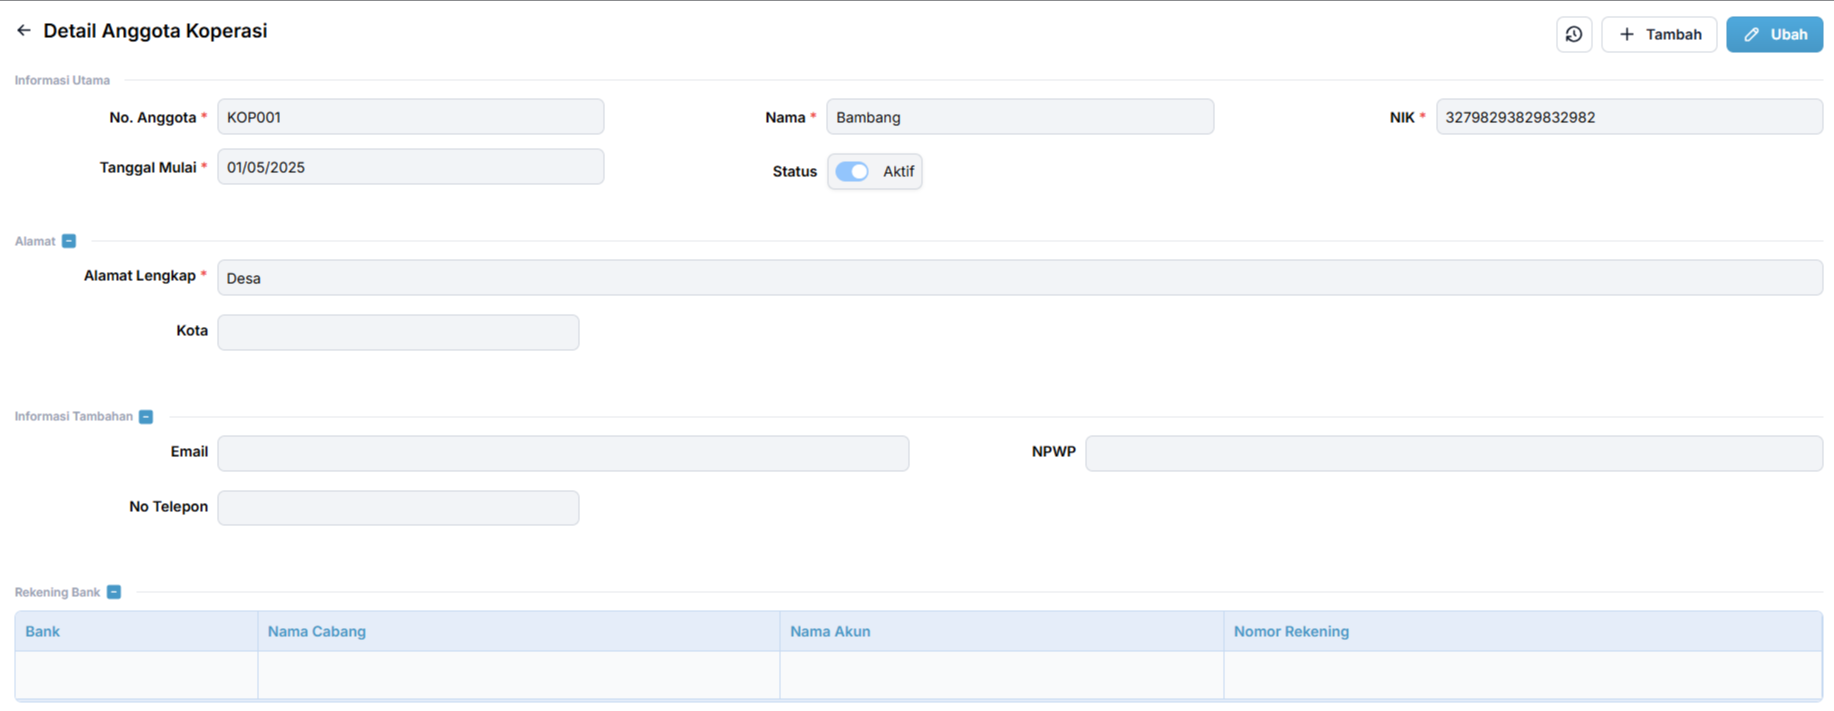 Detail Anggota Koperasi
Tambah
Ubah
Informasi Utama
No. Anggota * KOP001
Nama * Bambang
NIK * 32798293829832982
Tanggal Mulai * 01/05/2025
Status Aktif
Alamat
Alamat Lengkap * Desa
Kota
Informasi Tambahan
Email
NPWP
No Telepon
Rekening Bank
Bank Nama Cabang Nama Akun Nomor Rekening